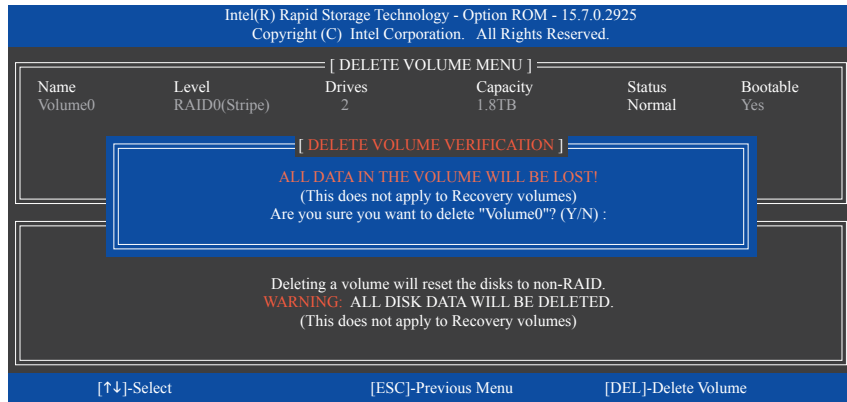 Intel(R) Rapid Storage Technology - Option ROM - 15.7.0.2925
Copyright (C) Intel Corporation. All Rights Reserved.
[ DELETE VOLUME MENU ]
Name Level Drives Capacity Status Bootable
Volume0 RAID0(Stripe) 2 1.8TB Normal Yes
[ DELETE VOLUME VERIFICATION ]
ALL DATA IN THE VOLUME WILL BE LOST!
(This does not apply to Recovery volumes)
Are you sure you want to delete "Volume0"? (Y/N) :
Deleting a volume will reset the disks to non-RAID.
WARNING: ALL DISK DATA WILL BE DELETED.
(This does not apply to Recovery volumes)
[↑↓]-Select [ESC]-Previous Menu [DEL]-Delete Volume